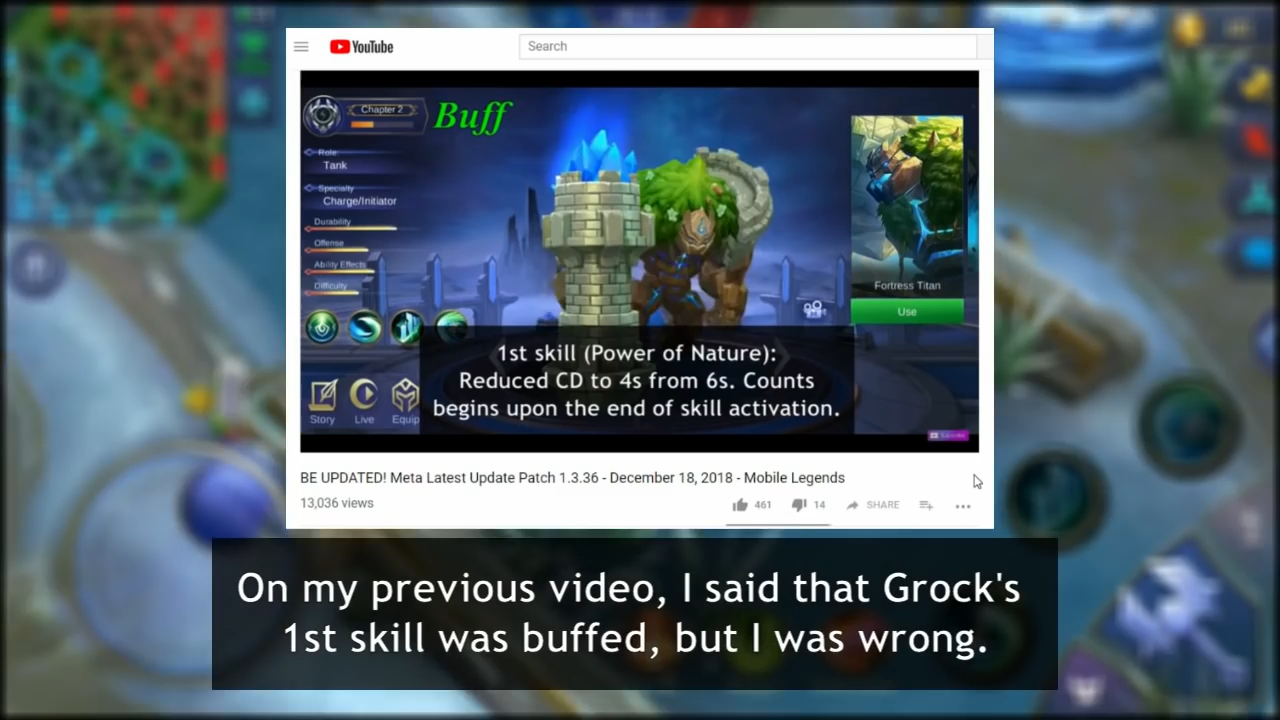 YouTube
Search
Chapter 2
Buff
Role
Tank
Specialty
Charge/Initiator
Durability
Offense
Ability Effects
Difficulty
Fortress Titan
Use
1st skill (Power of Nature):
Reduced CD to 4s from 6s. Counts
begins upon the end of skill activation.
Story
Live
Equip
BE UPDATED! Meta Latest Update Patch 1.3.36 - December 18, 2018 - Mobile Legends
13,036 views
461
14
SHARE
On my previous video, I said that Grock's
1st skill was buffed, but I was wrong.